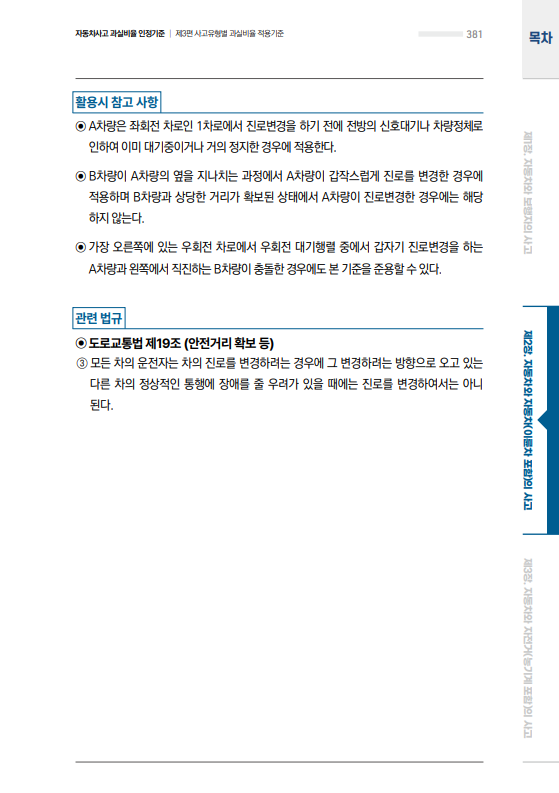 자동차사고 과실비율 인정기준 | 제3편 사고유형별 과실비율 적용기준
381
목차
활용시 참고 사항
⊙ A차량은 좌회전 차로인 1차로에서 진로변경을 하기 전에 전방의 신호대기나 차량정체로
인하여 이미 대기중이거나 거의 정지한 경우에 적용한다.
⊙ B차량이 A차량의 옆을 지나치는 과정에서 A차량이 갑작스럽게 진로를 변경한 경우에
적용하며 B차량과 상당한 거리가 확보된 상태에서 A차량이 진로변경한 경우에는 해당
하지 않는다.
⊙ 가장 오른쪽에 있는 우회전 차로에서 우회전 대기행렬 중에서 갑자기 진로변경을 하는
A차량과 왼쪽에서 직진하는 B차량이 충돌한 경우에도 본 기준을 준용할 수 있다.
관련 법규
⊙ 도로교통법 제19조 (안전거리 확보 등)
③ 모든 차의 운전자는 차의 진로를 변경하려는 경우에 그 변경하려는 방향으로 오고 있는
다른 차의 정상적인 통행에 장애를 줄 우려가 있을 때에는 진로를 변경하여서는 아니
된다.
제1장. 자동차와 보행자의 사고
제2장. 자동차와 자동차(이륜차 포함)의 사고
제3장. 자동차와 자전거(농기계 포함)의 사고